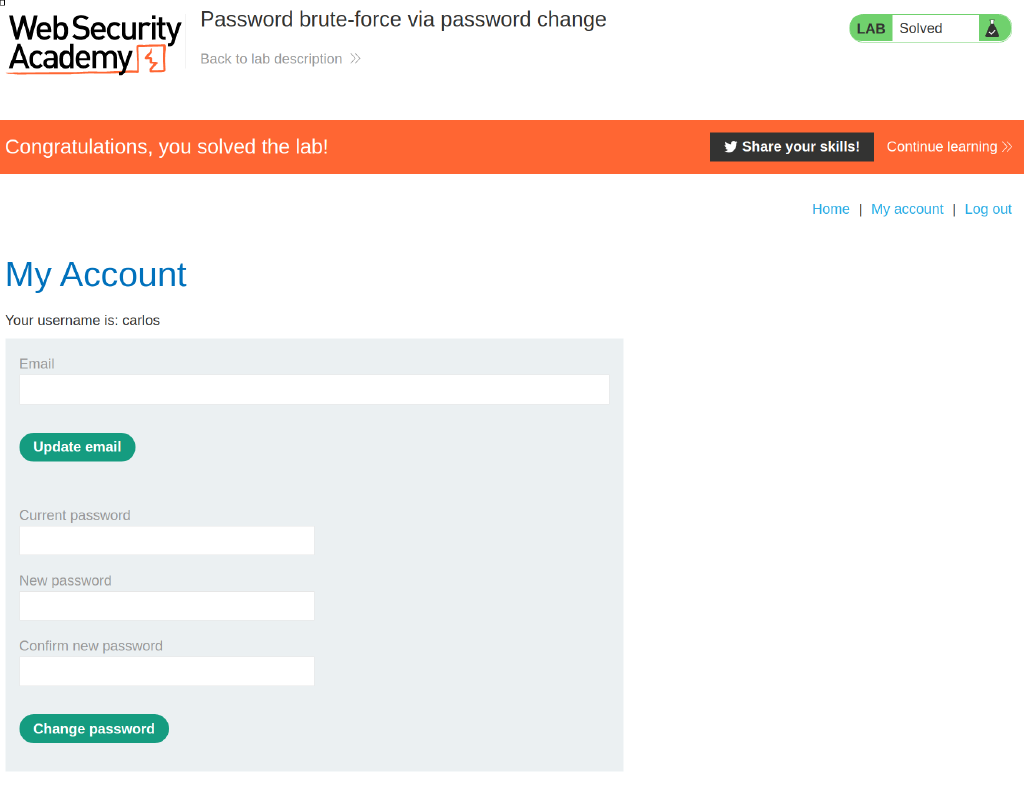 Web Security
Academy
Password brute-force via password change
Back to lab description
LAB Solved
Congratulations, you solved the lab!
Share your skills!
Continue learning
Home | My account | Log out
My Account
Your username is: carlos
Email
Update email
Current password
New password
Confirm new password
Change password